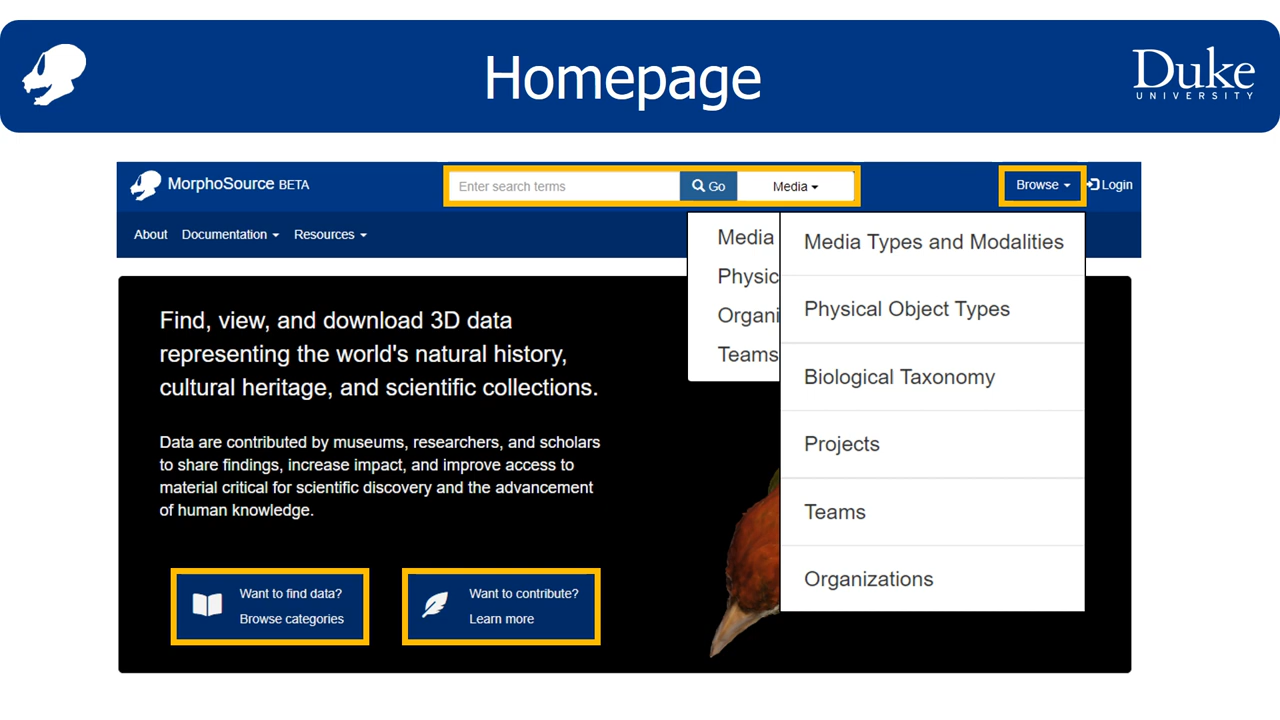 Homepage
Duke
UNIVERSITY
MorphoSource BETA
Enter search terms
Go
Media
Browse
Login
About
Documentation
Resources
Media
Physic
Organi
Teams
Media Types and Modalities
Physical Object Types
Biological Taxonomy
Projects
Teams
Organizations
Find, view, and download 3D data
representing the world's natural history,
cultural heritage, and scientific collections.
Data are contributed by museums, researchers, and scholars
to share findings, increase impact, and improve access to
material critical for scientific discovery and the advancement
of human knowledge.
Want to find data?
Browse categories
Want to contribute?
Learn more